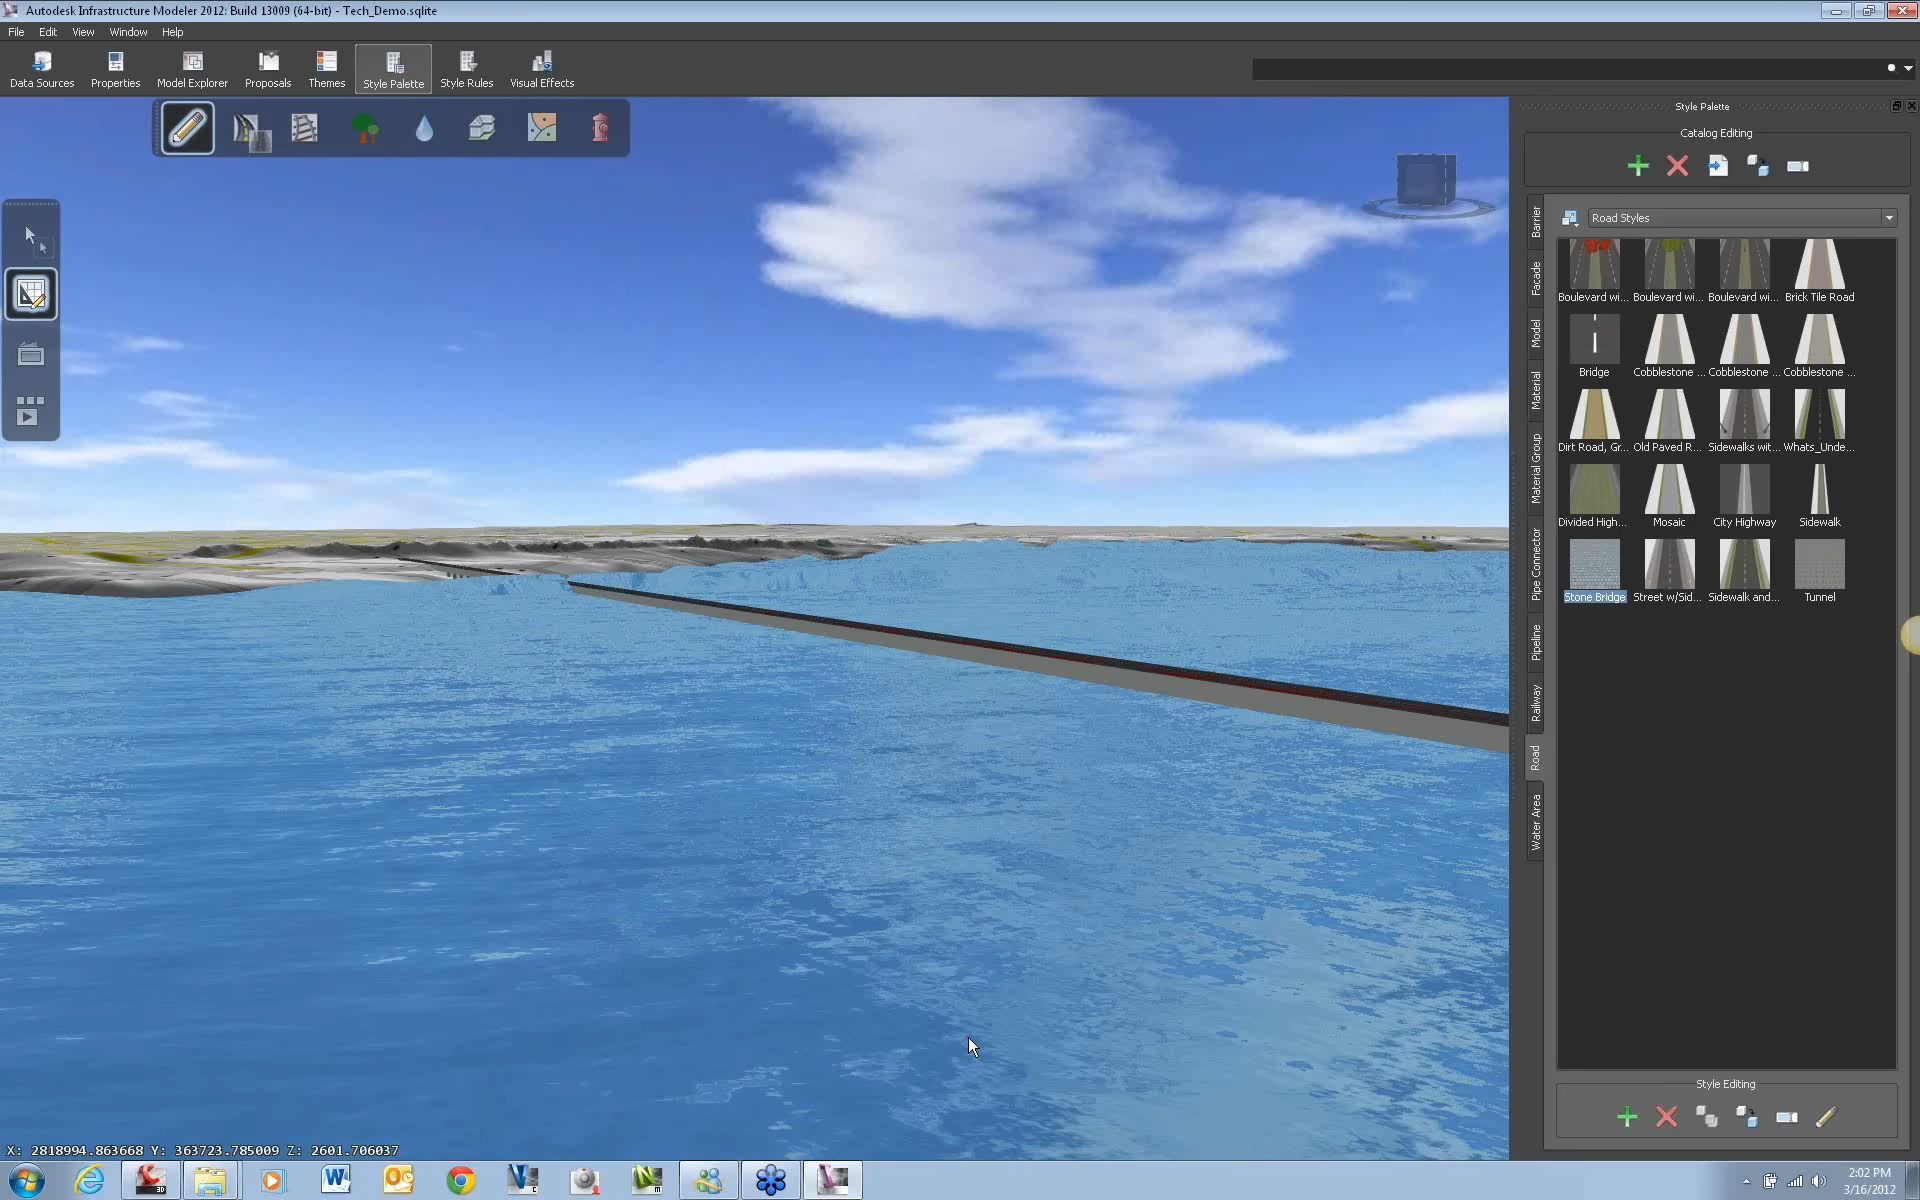 Autodesk Infrastructure Modeler 2012: Build 13009 (64-bit) - Tech_Demo.sqlite
File Edit View Window Help
Data Sources Properties Model Explorer Proposals Themes Style Palette Style Rules Visual Effects
Style Palette
Catalog Editing
Road Styles
Barrier
Facade
Model
Material
Material Group
Pipe Connector
Pipeline
Railway
Road
Water Area
Boulevard wi... Boulevard wi... Boulevard wi... Brick Tile Road
Bridge Cobblestone ... Cobblestone ... Cobblestone ...
Dirt Road, Gr... Old Paved R... Sidewalks wit... Whats_Unde...
Divided High... Mosaic City Highway Sidewalk
Stone Bridge Street w/Sid... Sidewalk and... Tunnel
Style Editing
X: 2818994.863668 Y: 363723.785009 Z: 2601.706037
2:02 PM
3/16/2012